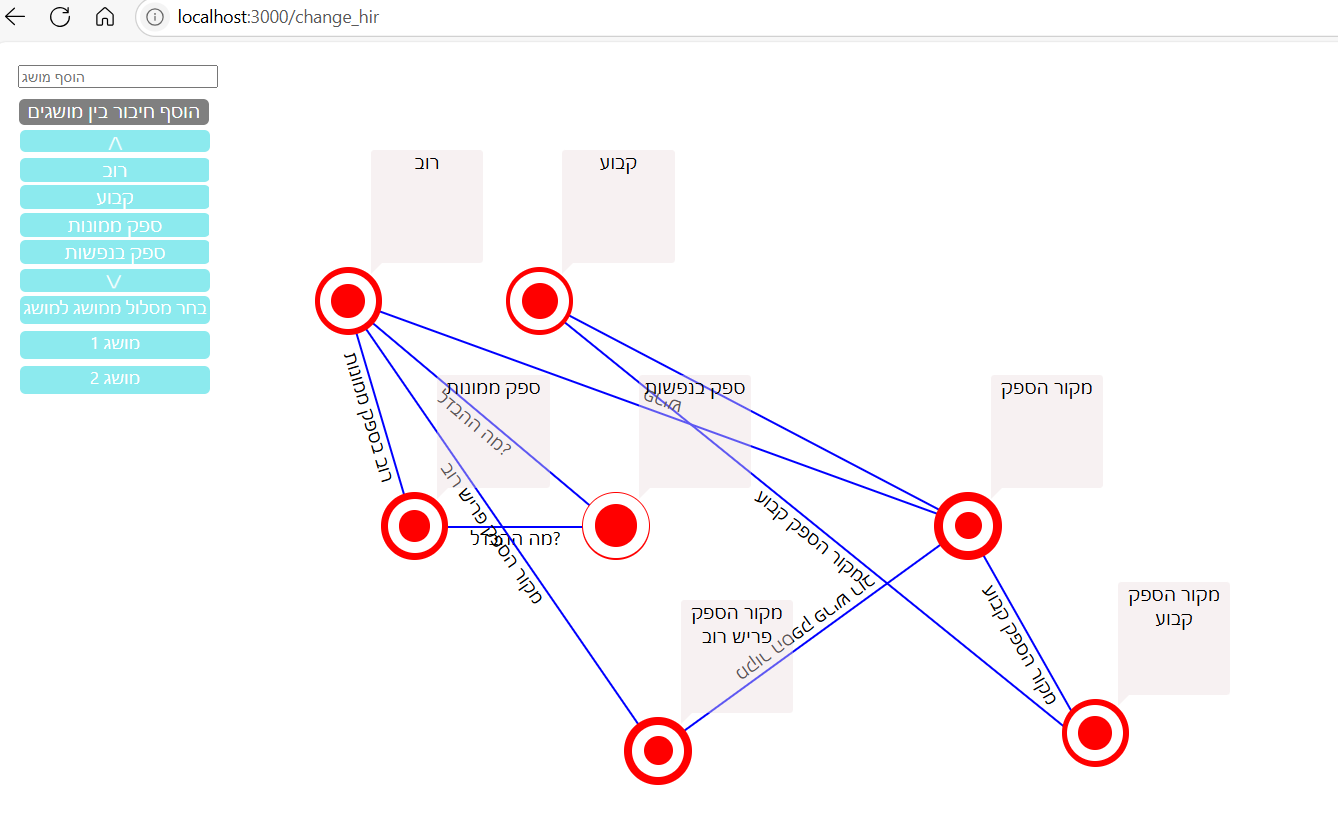 localhost:3000/change_hir
הוסף מושג
הוסף חיבור בין מושגים
רוב
קבוע
ספק ממונות
ספק בנפשות
בחר מסלול ממושג למושג
מושג 1
מושג 2
רוב
קבוע
ספק ממונות
ספק בנפשות
מקור הספק
מקור הספק
קבוע
מקור הספק
פריש רוב
רוב בספק ממונות
מה ההבדל?
מה ההבדל?
מקור הספק פריש רוב
מקור הספק קבוע
מקור הספק קבוע